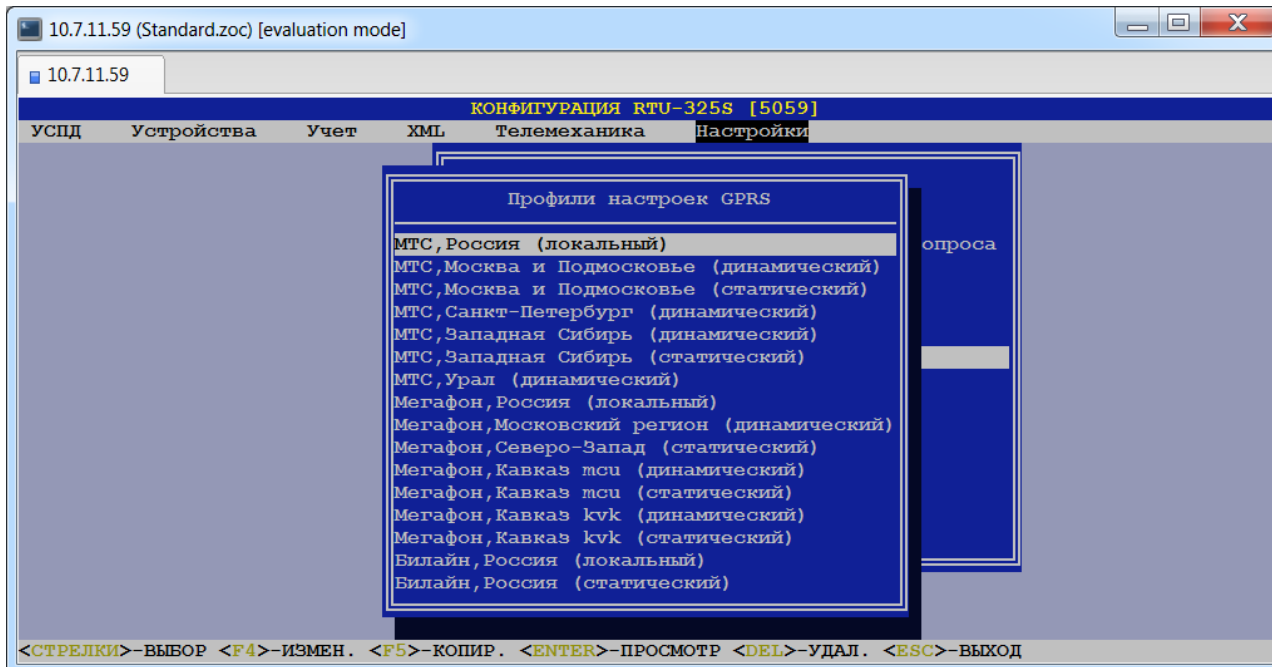 10.7.11.59 (Standard.zoc) [evaluation mode]
10.7.11.59
КОНФИГУРАЦИЯ RTU-325S [5059]
УСПД Устройства Учет XML Телемеханика Настройки
Профили настроек GPRS
МТС,Россия (локальный)
опроса
МТС,Москва и Подмосковье (динамический)
МТС,Москва и Подмосковье (статический)
МТС,Санкт-Петербург (динамический)
МТС,Западная Сибирь (динамический)
МТС,Западная Сибирь (статический)
МТС,Урал (динамический)
Мегафон,Россия (локальный)
Мегафон,Московский регион (динамический)
Мегафон,Северо-Запад (статический)
Мегафон,Кавказ mcu (динамический)
Мегафон,Кавказ mcu (статический)
Мегафон,Кавказ kvk (динамический)
Мегафон,Кавказ kvk (статический)
Билайн,Россия (локальный)
Билайн,Россия (статический)
<СТРЕЛКИ>-ВЫБОР <F4>-ИЗМЕН. <F5>-КОПИР. <ENTER>-ПРОСМОТР <DEL>-УДАЛ. <ESC>-ВЫХОД